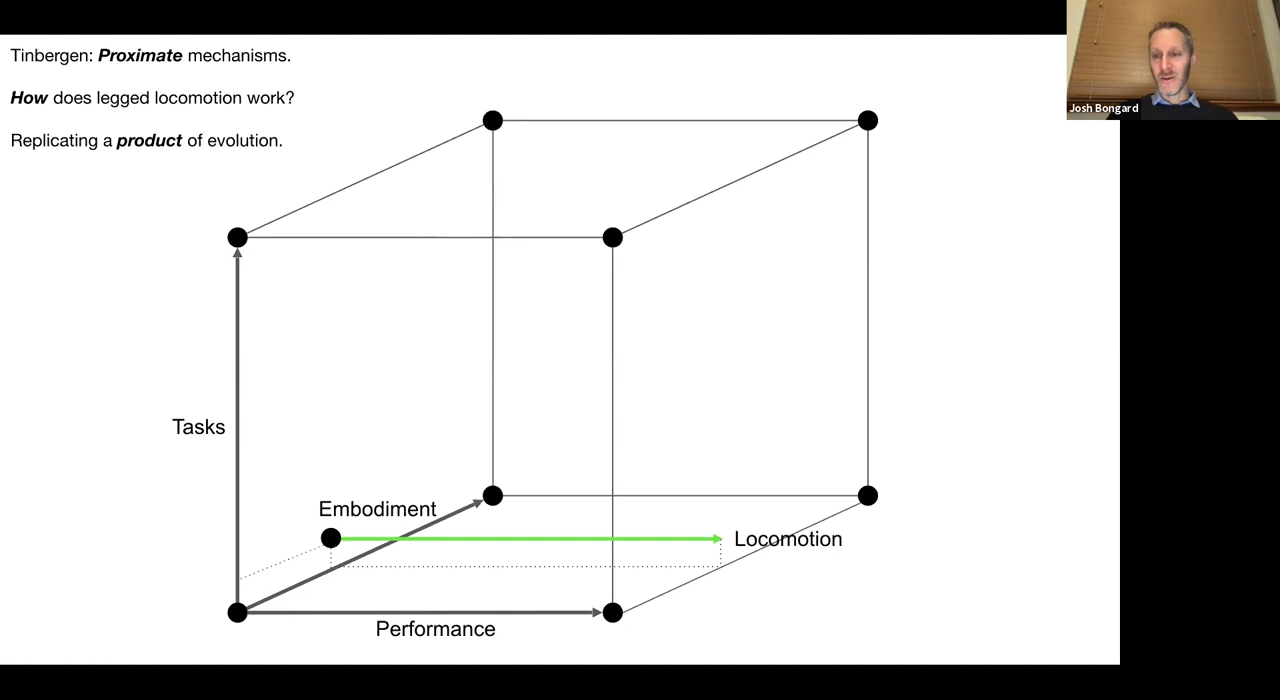 Tinbergen: Proximate mechanisms.
How does legged locomotion work?
Replicating a product of evolution.
Josh Bongard
Tasks
Embodiment
Locomotion
Performance